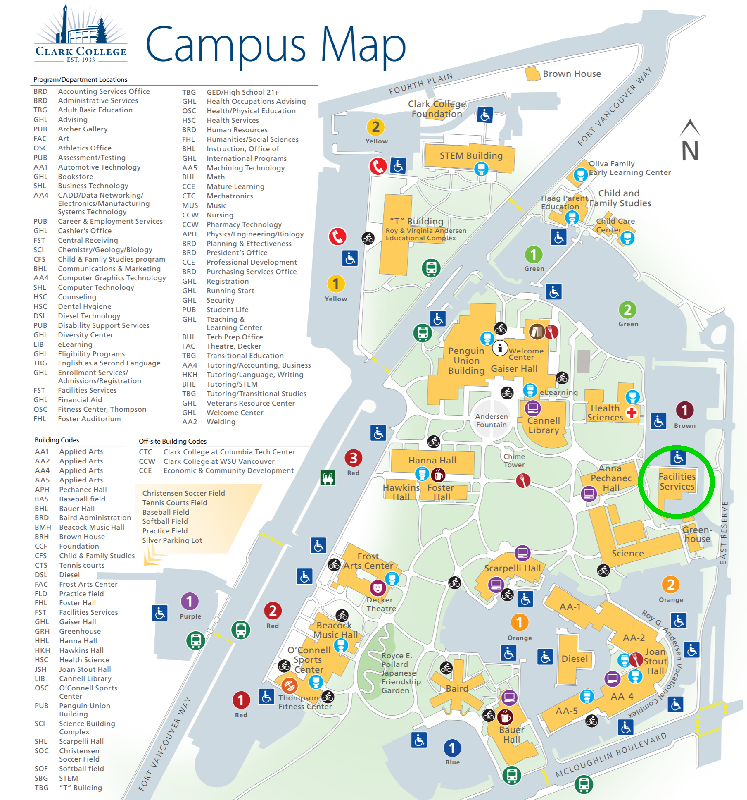 CLARK COLLEGE
EST. 1933
Campus Map
Program/Department Locations
BRD Accounting Services Office
BRD Administrative Services
TBG Adult Basic Education
GHL Advising
PUB Archer Gallery
FAC Art
OSC Athletics Office
PUB Assessment/Testing
AA1 Automotive Technology
GHL Bookstore
SHL Business Technology
AA4 CADD/Data Networking/
Electronics/Manufacturing
Systems Technology
PUB Career & Employment Services
GHL Cashier's Office
FST Central Receiving
SCI Chemistry/Geology/Biology
CFS Child & Family Studies program
BHL Communications & Marketing
AA4 Computer Graphics Technology
SHL Computer Technology
HSC Counseling
HSC Dental Hygiene
DSL Diesel Technology
PUB Disability Support Services
GHL Diversity Center
LIB eLearning
GHL Eligibility Programs
TBG English as a Second Language
GHL Enrollment Services/
Admissions/Registration
FST Facilities Services
GHL Financial Aid
OSC Fitness Center, Thompson
FHL Foster Auditorium
TBG GED/High School 21+
GHL Health Occupations Advising
OSC Health/Physical Education
HSC Health Services
BRD Human Resources
FHL Humanities/Social Sciences
BHL Instruction, Office of
GHL International Programs
AA5 Machining Technology
BHL Math
CCE Mature Learning
CTC Mechatronics
MUS Music
CCW Nursing
CCW Pharmacy Technology
APH Physics/Engineering/Biology
BRD Planning & Effectiveness
BRD President's Office
CCE Professional Development
BRD Purchasing Services Office
GHL Registration
GHL Running Start
GHL Security
PUB Student Life
GHL Teaching &
Learning Center
BHL Tech Prep Office
FAC Theatre, Decker
TBG Transitional Education
AA4 Tutoring/Accounting, Business
HKH Tutoring/Language, Writing
BHL Tutoring/STEM
TBG Tutoring/Transitional Studies
GHL Veterans Resource Center
GHL Welcome Center
AA2 Welding
Building Codes
AA1 Applied Arts
AA2 Applied Arts
AA4 Applied Arts
AA5 Applied Arts
APH Pechanec Hall
BAS Baseball field
BHL Bauer Hall
BRD Baird Administration
BMH Beacock Music Hall
BRH Brown House
CCF Foundation
CFS Child & Family Studies
CTS Tennis courts
DSL Diesel
FAC Frost Arts Center
FLD Practice field
FHL Foster Hall
FST Facilities Services
GHL Gaiser Hall
GRH Greenhouse
HHL Hanna Hall
HKH Hawkins Hall
HSC Health Science
JSH Joan Stout Hall
LIB Cannell Library
OSC O'Connell Sports
Center
PUB Penguin Union
Building
SCI Science Building
Complex
SHL Scarpelli Hall
SOC Christensen
Soccer Field
SOF Softball field
SBG STEM
TBG "T" Building
Off-site Building Codes
CTC Clark College at Columbia Tech Center
CCW Clark College at WSU Vancouver
CCE Economic & Community Development
Christensen Soccer Field
Tennis Courts Field
Baseball Field
Softball Field
Practice Field
Silver Parking Lot
FOURTH PLAIN
Brown House
FORT VANCOUVER WAY
N
Clark College
Foundation
2
Yellow
STEM Building
Oliva Family
Early Learning Center
Haag Parent
Education
Child and
Family Studies
Child Care
Center
"T" Building
Roy & Virginia Andersen
Educational Complex
1
Yellow
1
Green
2
Green
Penguin
Union
Building
i
Welcome
Center
Gaiser Hall
eLearning
Andersen
Fountain
Cannell
Library
Health
Sciences
1
Brown
3
Red
Hanna Hall
Hawkins
Hall
Foster
Hall
Chime
Tower
Anna
Pechanec
Hall
Facilities
Services
Green-
house
Science
EAST RESERVE
Frost
Arts Center
Decker
Theatre
Scarpelli Hall
1
Purple
2
Red
Beacock
Music Hall
O'Connell
Sports
Center
Thompson
Fitness Center
1
Red
Royce E.
Pollard
Japanese
Friendship
Garden
1
Orange
2
Orange
AA-1
AA-2
Diesel
Joan
Stout
Hall
AA-4
AA-5
Roy G. Andersen Vocational Complex
Baird
Bauer
Hall
1
Blue
FORT VANCOUVER WAY
MCLOUGHLIN BOULEVARD